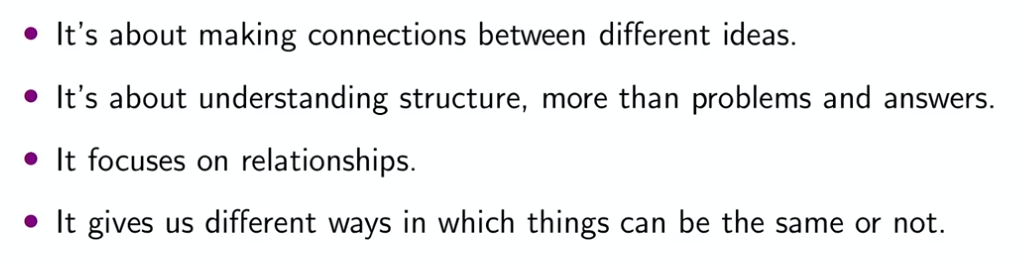 • It's about making connections between different ideas.
• It's about understanding structure, more than problems and answers.
• It focuses on relationships.
• It gives us different ways in which things can be the same or not.